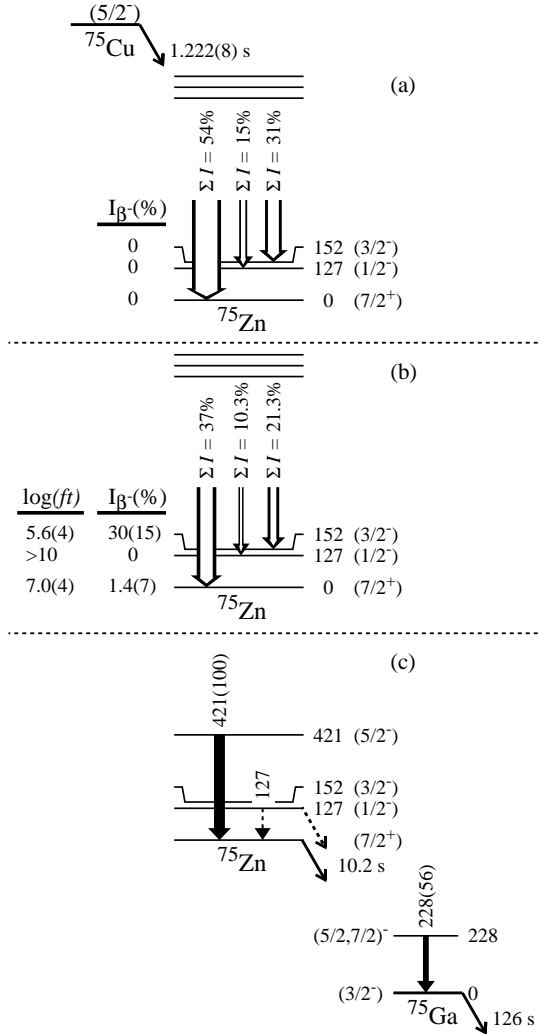 (5/2⁻)
⁷⁵Cu
1.222(8) s
(a)
Σ I = 54%
Σ I = 15%
Σ I = 31%
Iβ-(%)
0 152 (3/2⁻)
0 127 (1/2⁻)
0 0 (7/2⁺)
⁷⁵Zn
(b)
Σ I = 37%
Σ I = 10.3%
Σ I = 21.3%
log(ft) Iβ-(%)
5.6(4) 30(15) 152 (3/2⁻)
>10 0 127 (1/2⁻)
7.0(4) 1.4(7) 0 (7/2⁺)
⁷⁵Zn
(c)
421(100)
421 (5/2⁻)
127
152 (3/2⁻)
127 (1/2⁻)
(7/2⁺)
⁷⁵Zn
10.2 s
228(56)
(5/2,7/2)⁻ 228
(3/2⁻) 0
⁷⁵Ga
126 s